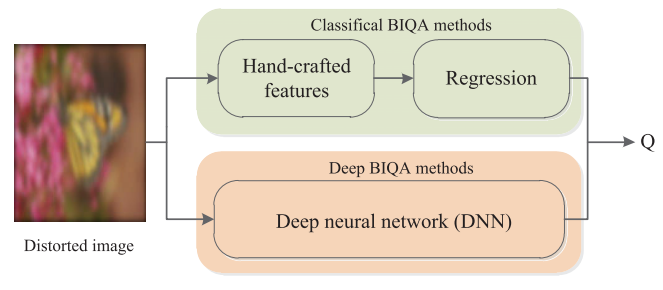 Classifical BIQA methods
Hand-crafted
features
Regression
Q
Deep BIQA methods
Deep neural network (DNN)
Distorted image